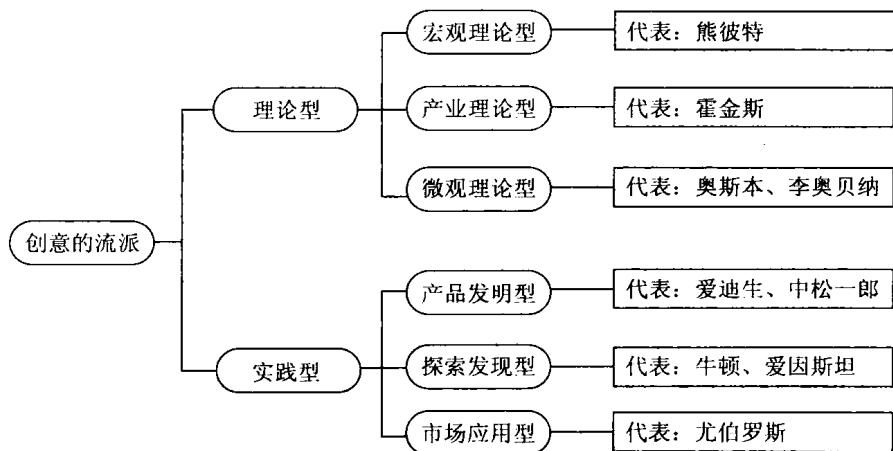 创意的流派
理论型
宏观理论型
代表：熊彼特
产业理论型
代表：霍金斯
微观理论型
代表：奥斯本、李奥贝纳
实践型
产品发明型
代表：爱迪生、中松一郎
探索发现型
代表：牛顿、爱因斯坦
市场应用型
代表：尤伯罗斯